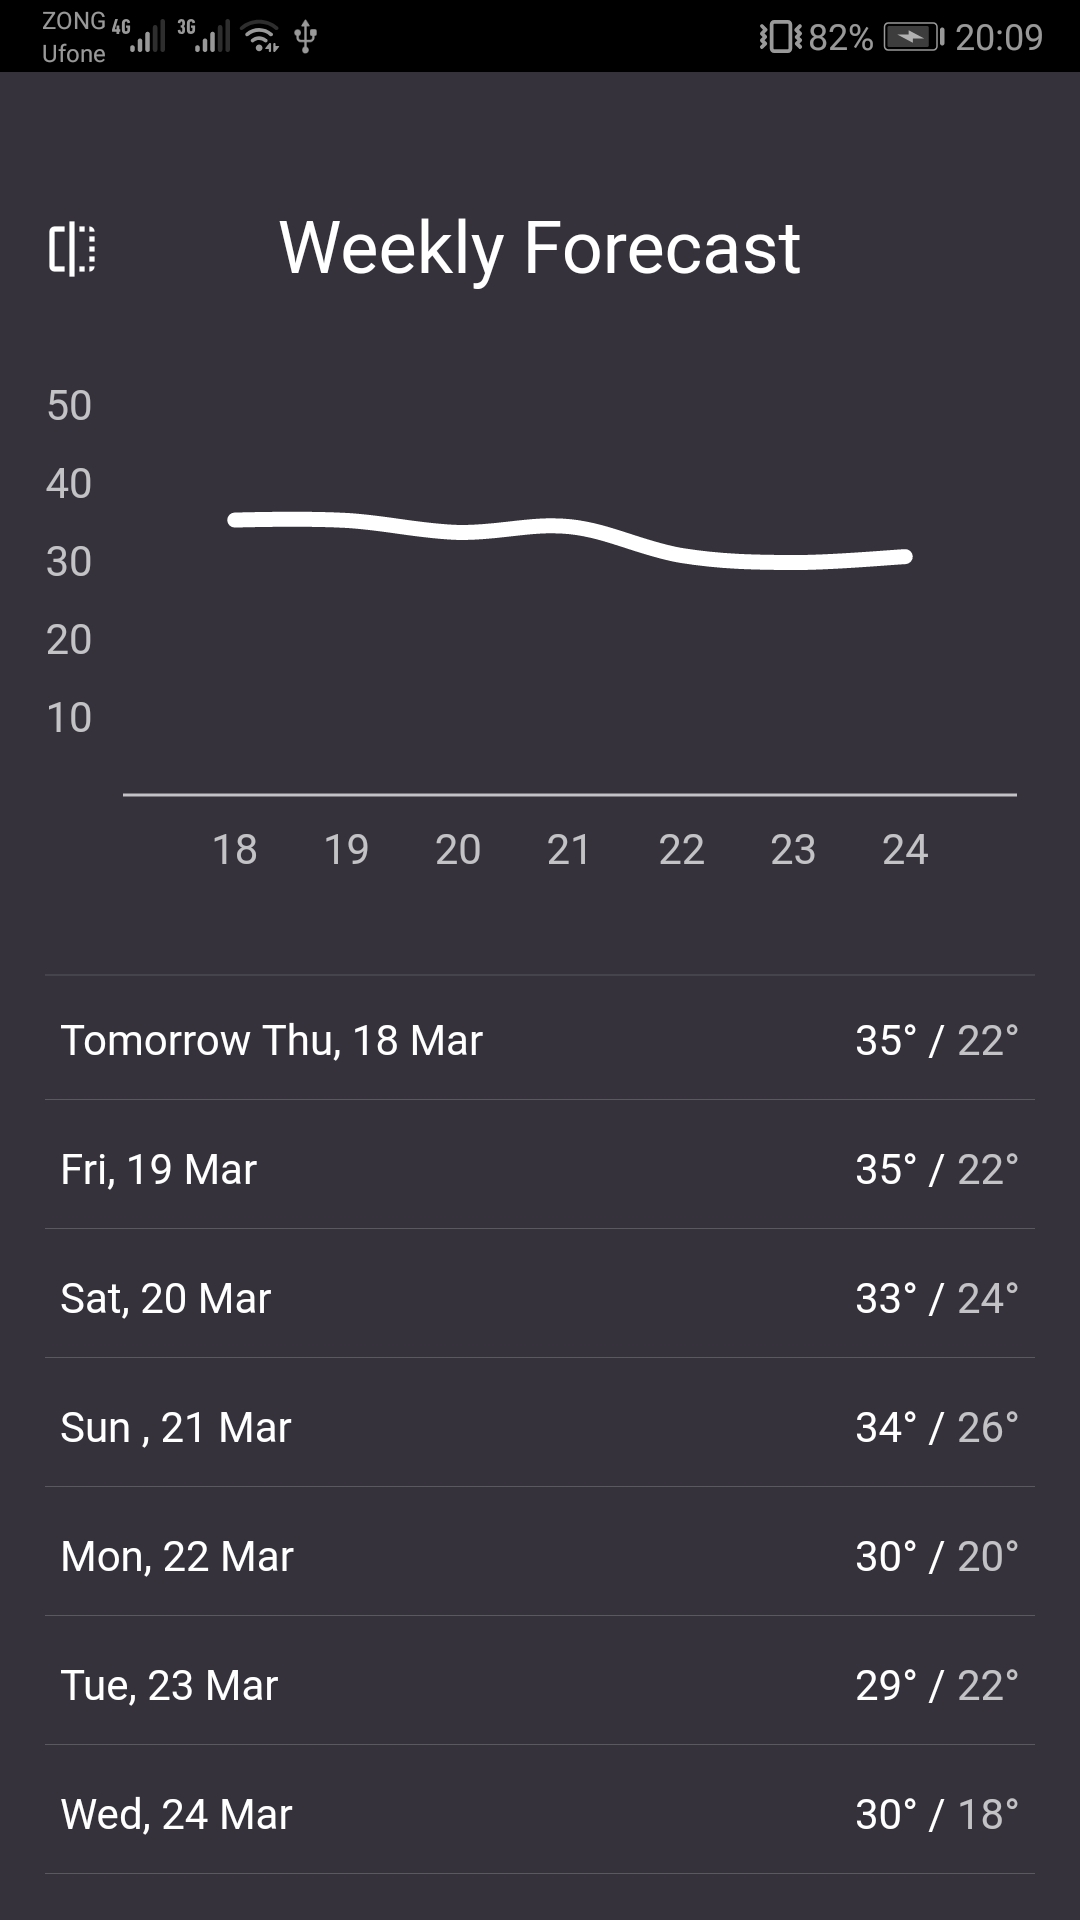 ZONG 4G 3G 82% 20:09
Ufone
Weekly Forecast
50
40
30
20
10
18 19 20 21 22 23 24
Tomorrow Thu, 18 Mar 35° / 22°
Fri, 19 Mar 35° / 22°
Sat, 20 Mar 33° / 24°
Sun , 21 Mar 34° / 26°
Mon, 22 Mar 30° / 20°
Tue, 23 Mar 29° / 22°
Wed, 24 Mar 30° / 18°